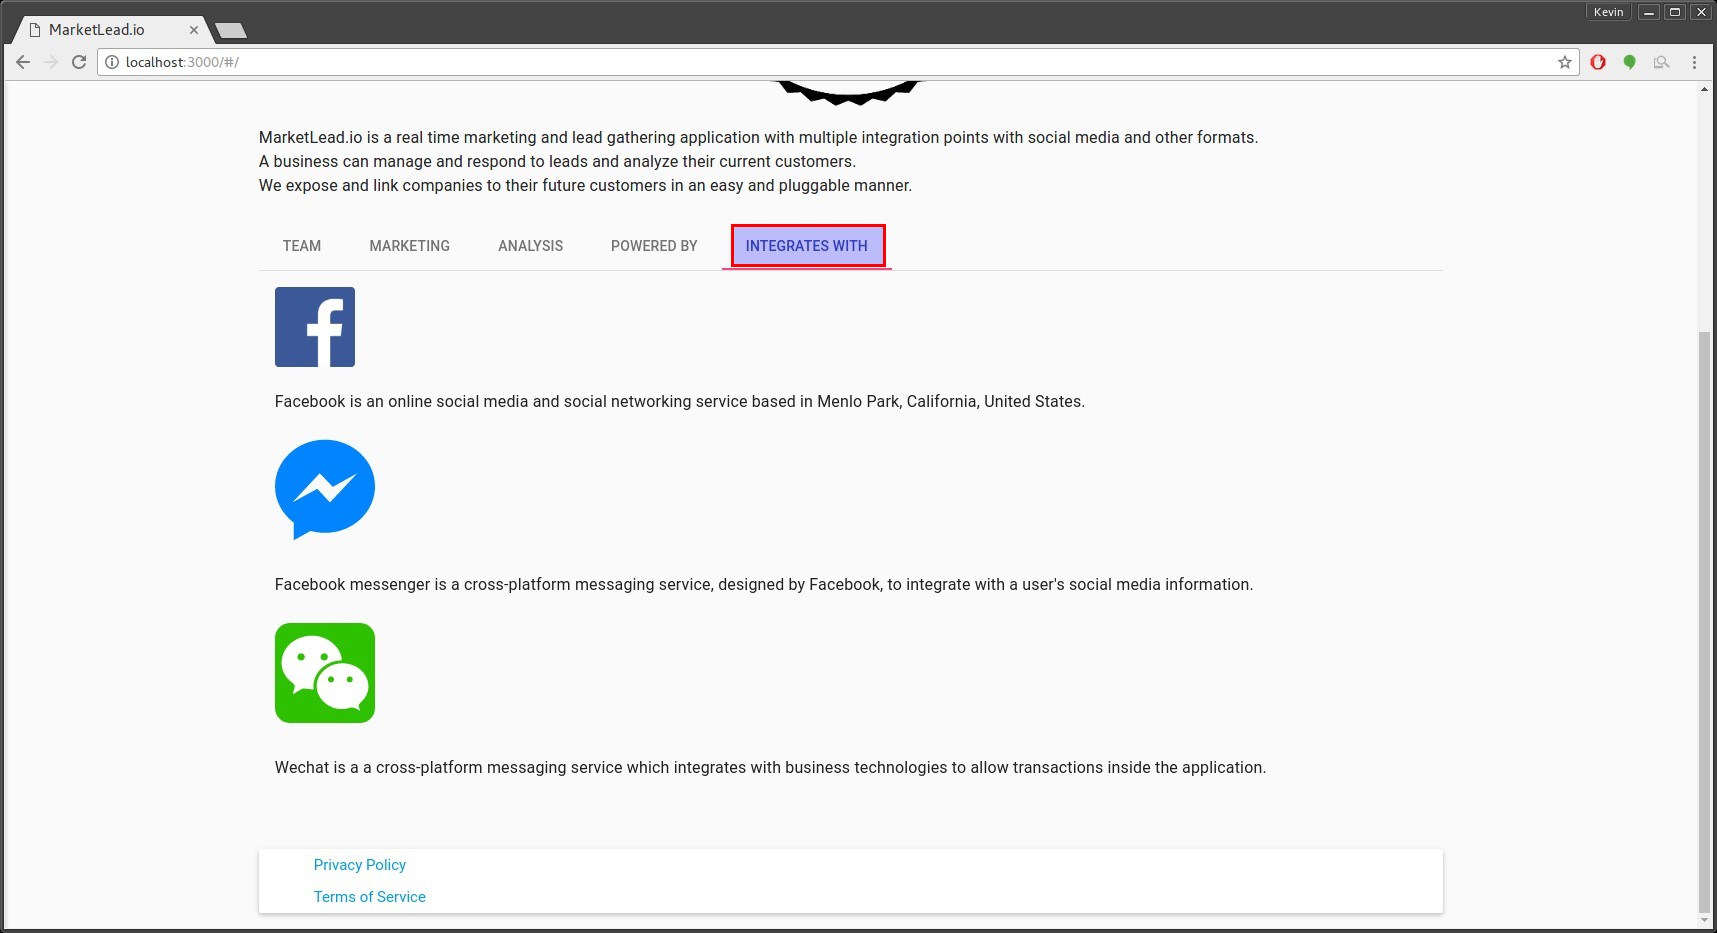 Kevin
MarketLead.io
localhost:3000/#/
MarketLead.io is a real time marketing and lead gathering application with multiple integration points with social media and other formats.
A business can manage and respond to leads and analyze their current customers.
We expose and link companies to their future customers in an easy and pluggable manner.
TEAM MARKETING ANALYSIS POWERED BY INTEGRATES WITH
Facebook is an online social media and social networking service based in Menlo Park, California, United States.
Facebook messenger is a cross-platform messaging service, designed by Facebook, to integrate with a user's social media information.
Wechat is a a cross-platform messaging service which integrates with business technologies to allow transactions inside the application.
Privacy Policy
Terms of Service